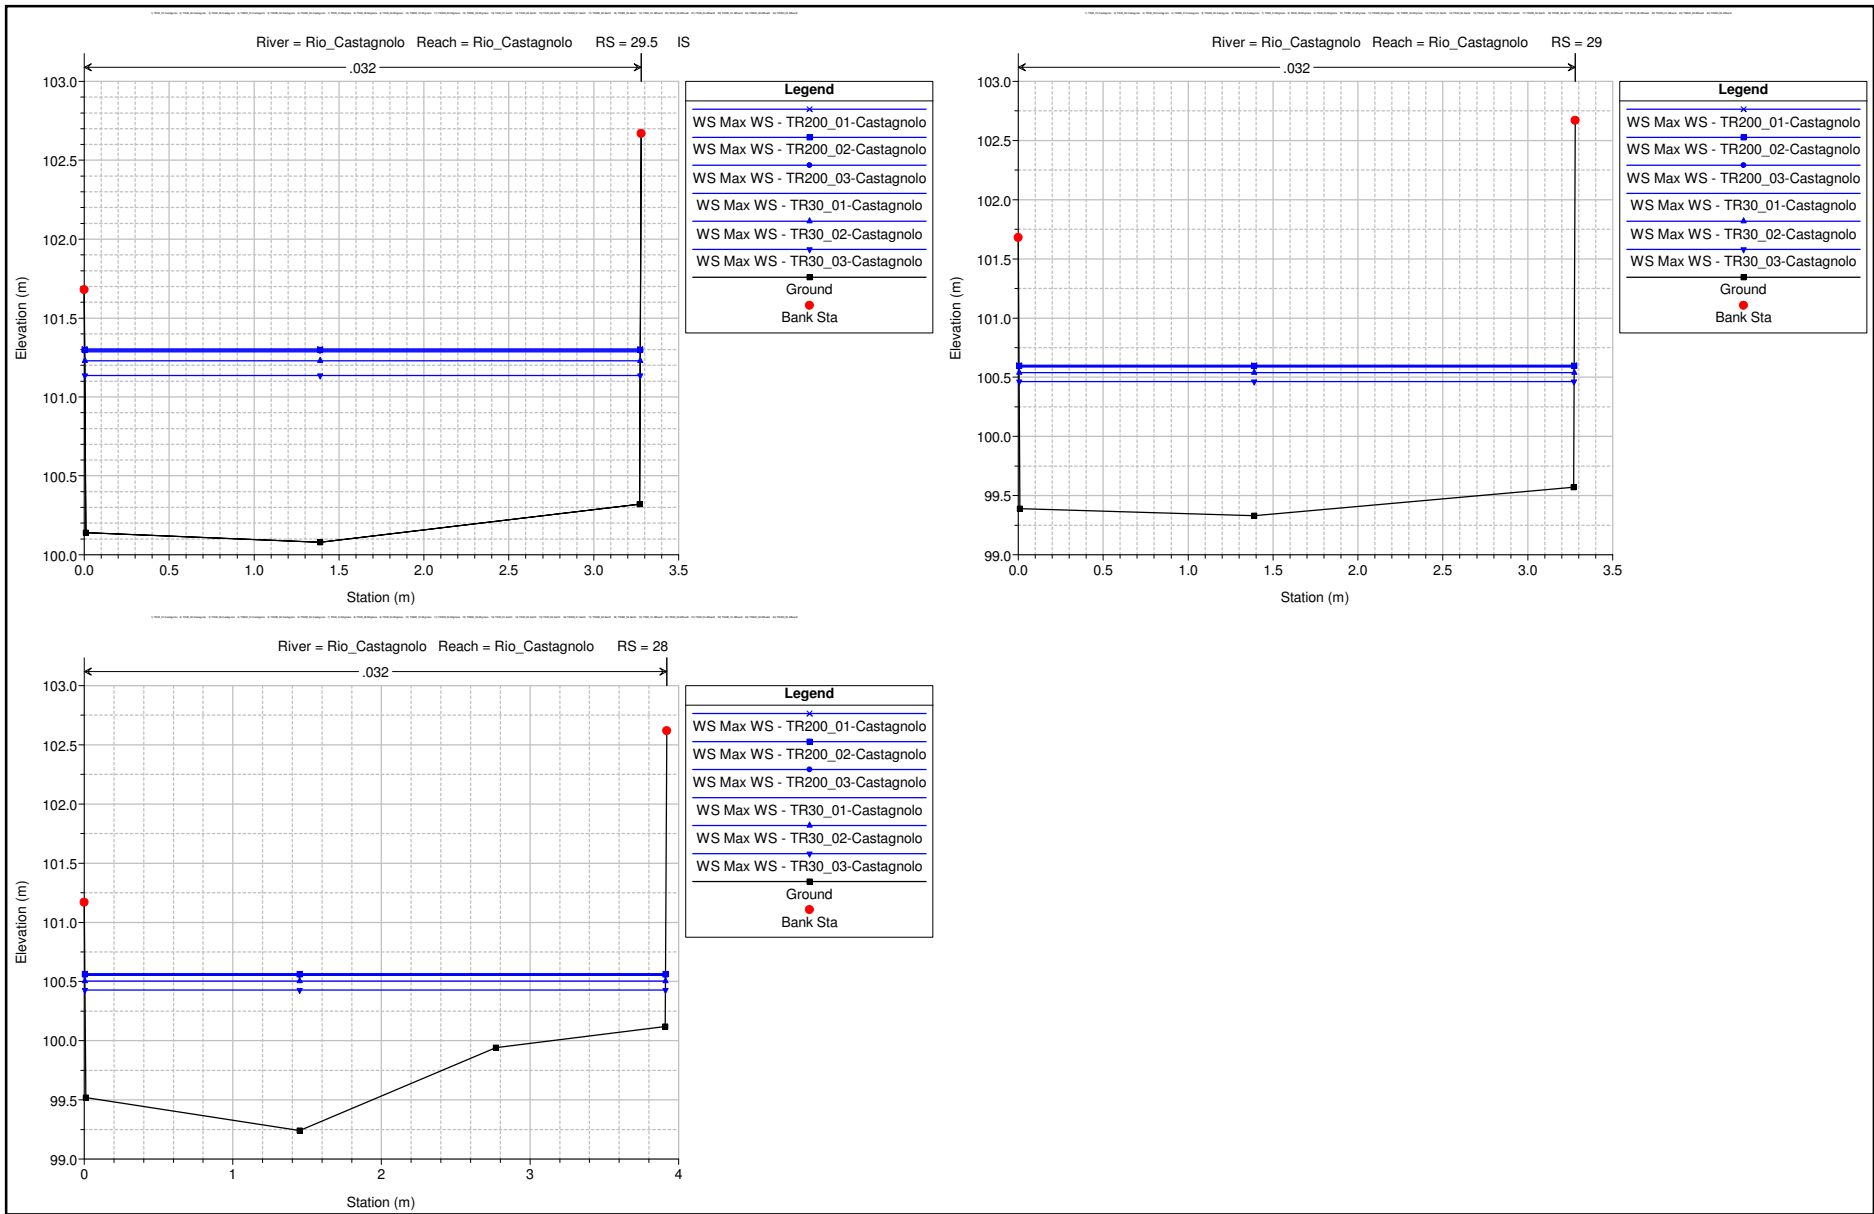 River = Rio_Castagnolo Reach = Rio_Castagnolo RS = 29.5 IS
.032
103.0
102.5
102.0
101.5
101.0
100.5
100.0
Elevation (m)
0.0 0.5 1.0 1.5 2.0 2.5 3.0 3.5
Station (m)
Legend
WS Max WS - TR200_01-Castagnolo
WS Max WS - TR200_02-Castagnolo
WS Max WS - TR200_03-Castagnolo
WS Max WS - TR30_01-Castagnolo
WS Max WS - TR30_02-Castagnolo
WS Max WS - TR30_03-Castagnolo
Ground
Bank Sta
River = Rio_Castagnolo Reach = Rio_Castagnolo RS = 29
.032
103.0
102.5
102.0
101.5
101.0
100.5
100.0
99.5
99.0
Elevation (m)
0.0 0.5 1.0 1.5 2.0 2.5 3.0 3.5
Station (m)
Legend
WS Max WS - TR200_01-Castagnolo
WS Max WS - TR200_02-Castagnolo
WS Max WS - TR200_03-Castagnolo
WS Max WS - TR30_01-Castagnolo
WS Max WS - TR30_02-Castagnolo
WS Max WS - TR30_03-Castagnolo
Ground
Bank Sta
River = Rio_Castagnolo Reach = Rio_Castagnolo RS = 28
.032
103.0
102.5
102.0
101.5
101.0
100.5
100.0
99.5
99.0
Elevation (m)
0 1 2 3 4
Station (m)
Legend
WS Max WS - TR200_01-Castagnolo
WS Max WS - TR200_02-Castagnolo
WS Max WS - TR200_03-Castagnolo
WS Max WS - TR30_01-Castagnolo
WS Max WS - TR30_02-Castagnolo
WS Max WS - TR30_03-Castagnolo
Ground
Bank Sta